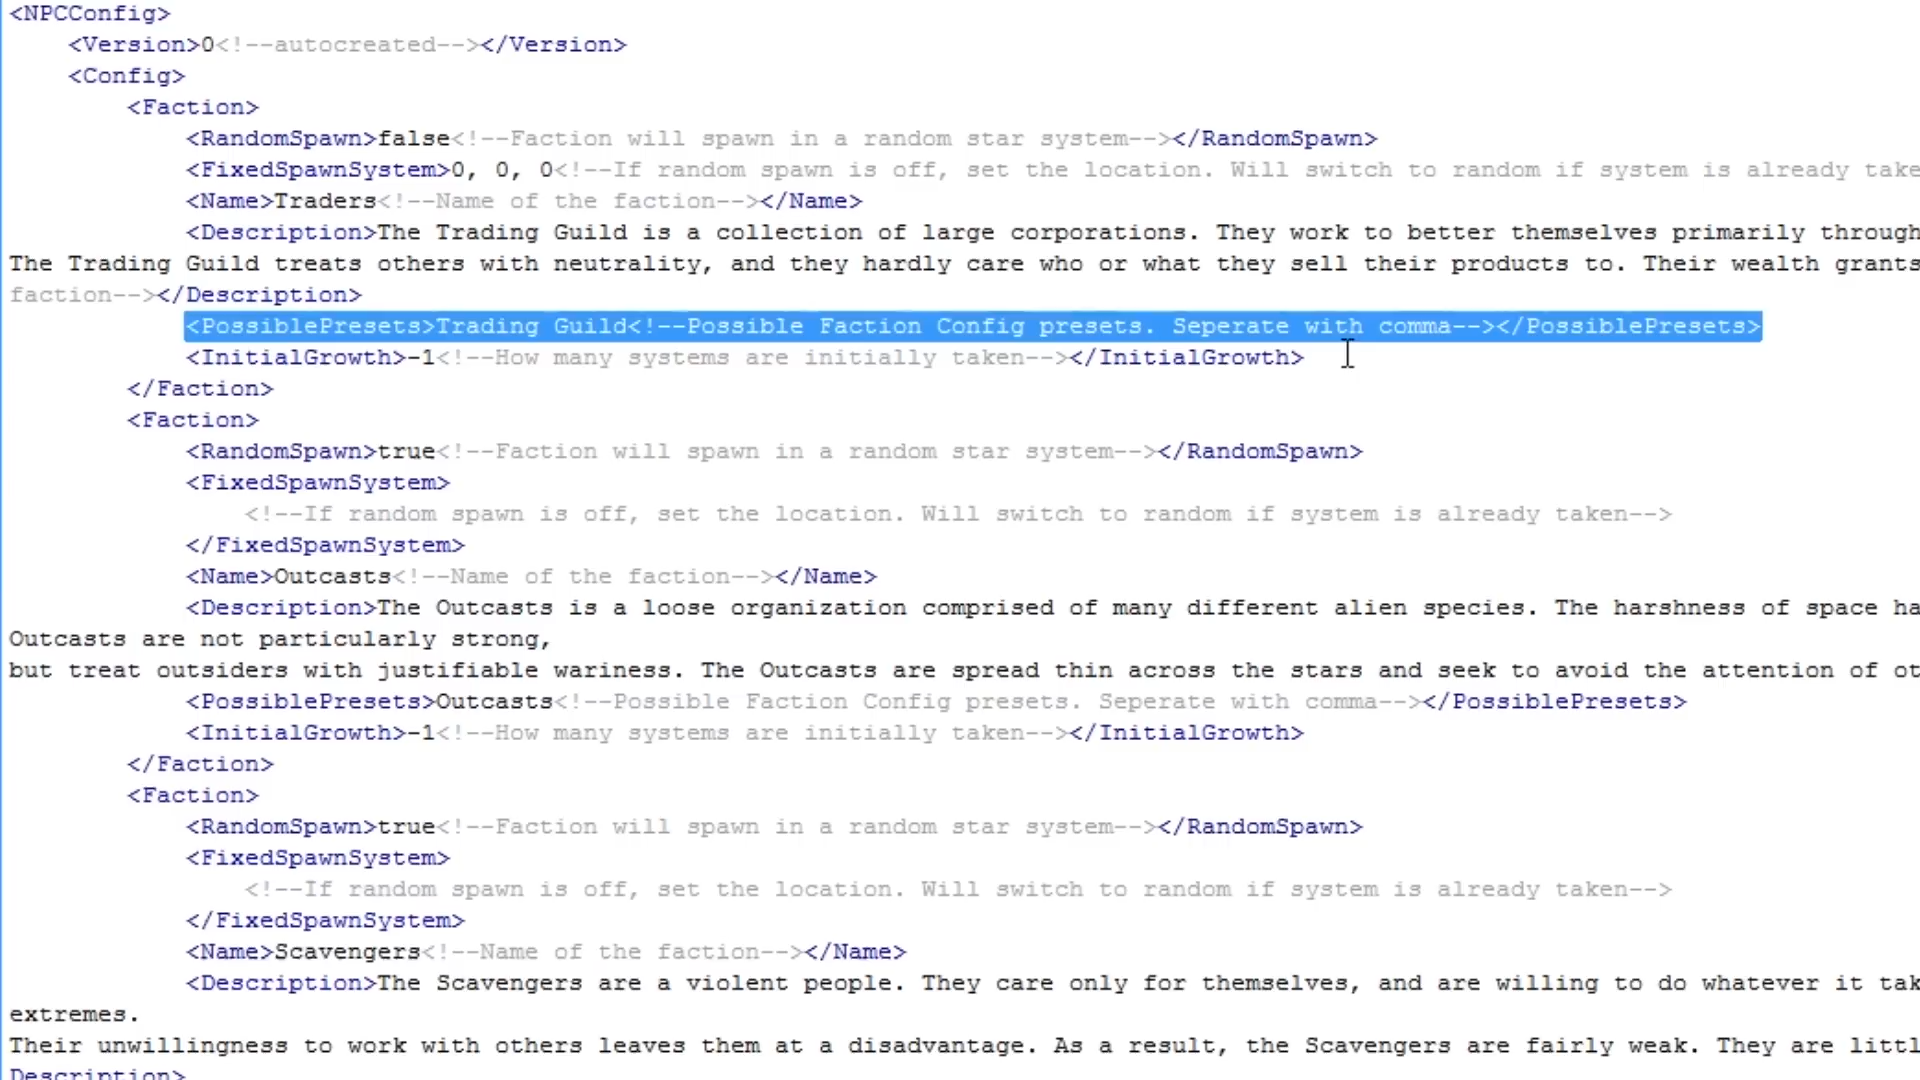 <NPCConfig>
<Version>0<!--autocreated--></Version>
<Config>
<Faction>
<RandomSpawn>false<!--Faction will spawn in a random star system--></RandomSpawn>
<FixedSpawnSystem>0, 0, 0<!--If random spawn is off, set the location. Will switch to random if system is already take
<Name>Traders<!--Name of the faction--></Name>
<Description>The Trading Guild is a collection of large corporations. They work to better themselves primarily through
The Trading Guild treats others with neutrality, and they hardly care who or what they sell their products to. Their wealth grants
faction--></Description>
<PossiblePresets>Trading Guild<!--Possible Faction Config presets. Seperate with comma--></PossiblePresets>
<InitialGrowth>-1<!--How many systems are initially taken--></InitialGrowth>
</Faction>
<Faction>
<RandomSpawn>true<!--Faction will spawn in a random star system--></RandomSpawn>
<FixedSpawnSystem>
<!--If random spawn is off, set the location. Will switch to random if system is already taken-->
</FixedSpawnSystem>
<Name>Outcasts<!--Name of the faction--></Name>
<Description>The Outcasts is a loose organization comprised of many different alien species. The harshness of space ha
Outcasts are not particularly strong,
but treat outsiders with justifiable wariness. The Outcasts are spread thin across the stars and seek to avoid the attention of ot
<PossiblePresets>Outcasts<!--Possible Faction Config presets. Seperate with comma--></PossiblePresets>
<InitialGrowth>-1<!--How many systems are initially taken--></InitialGrowth>
</Faction>
<Faction>
<RandomSpawn>true<!--Faction will spawn in a random star system--></RandomSpawn>
<FixedSpawnSystem>
<!--If random spawn is off, set the location. Will switch to random if system is already taken-->
</FixedSpawnSystem>
<Name>Scavengers<!--Name of the faction--></Name>
<Description>The Scavengers are a violent people. They care only for themselves, and are willing to do whatever it tak
extremes.
Their unwillingness to work with others leaves them at a disadvantage. As a result, the Scavengers are fairly weak. They are littl
Description>